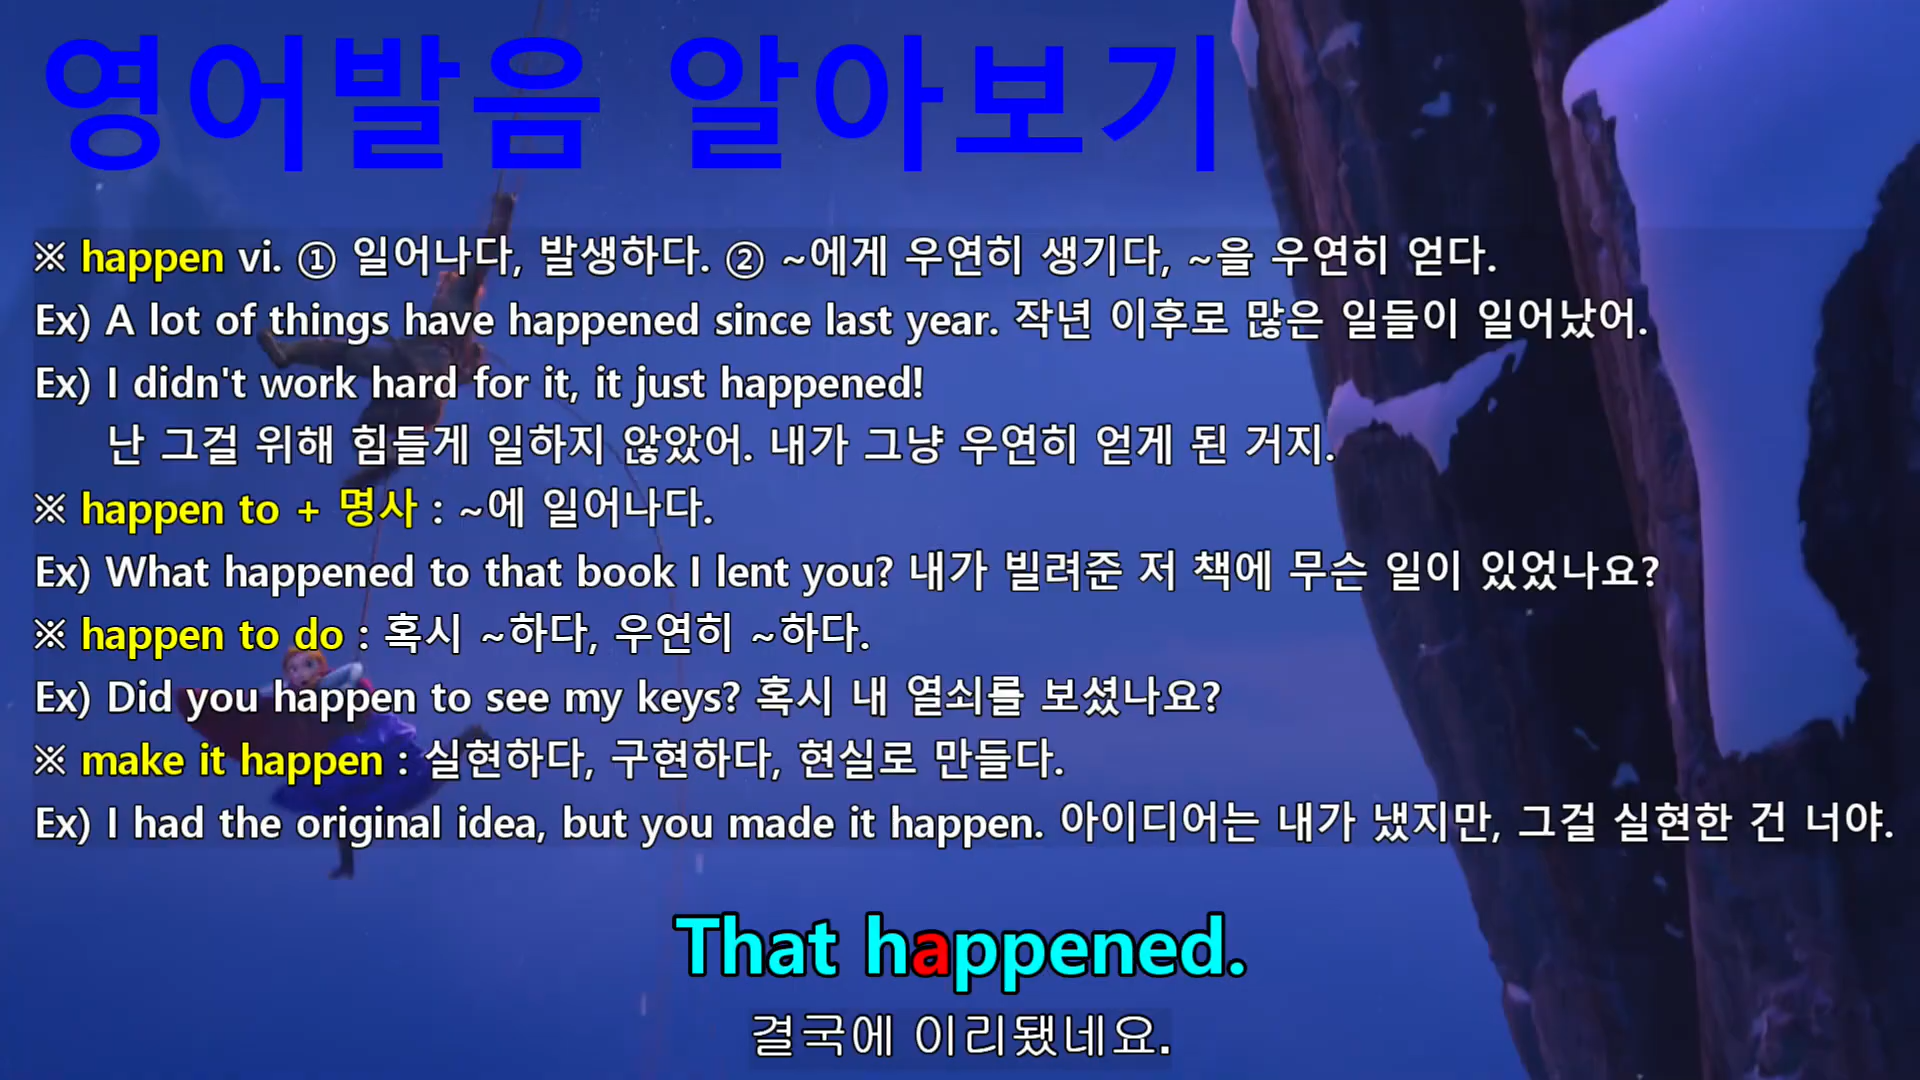 영어발음 알아보기
※ happen vi. ① 일어나다, 발생하다. ② ~에게 우연히 생기다, ~을 우연히 얻다.
Ex) A lot of things have happened since last year. 작년 이후로 많은 일들이 일어났어.
Ex) I didn't work hard for it, it just happened!
난 그걸 위해 힘들게 일하지 않았어. 내가 그냥 우연히 얻게 된 거지.
※ happen to + 명사 : ~에 일어나다.
Ex) What happened to that book I lent you? 내가 빌려준 저 책에 무슨 일이 있었나요?
※ happen to do : 혹시 ~하다, 우연히 ~하다.
Ex) Did you happen to see my keys? 혹시 내 열쇠를 보셨나요?
※ make it happen : 실현하다, 구현하다, 현실로 만들다.
Ex) I had the original idea, but you made it happen. 아이디어는 내가 냈지만, 그걸 실현한 건 너야.
That happened.
결국에 이리됐네요.